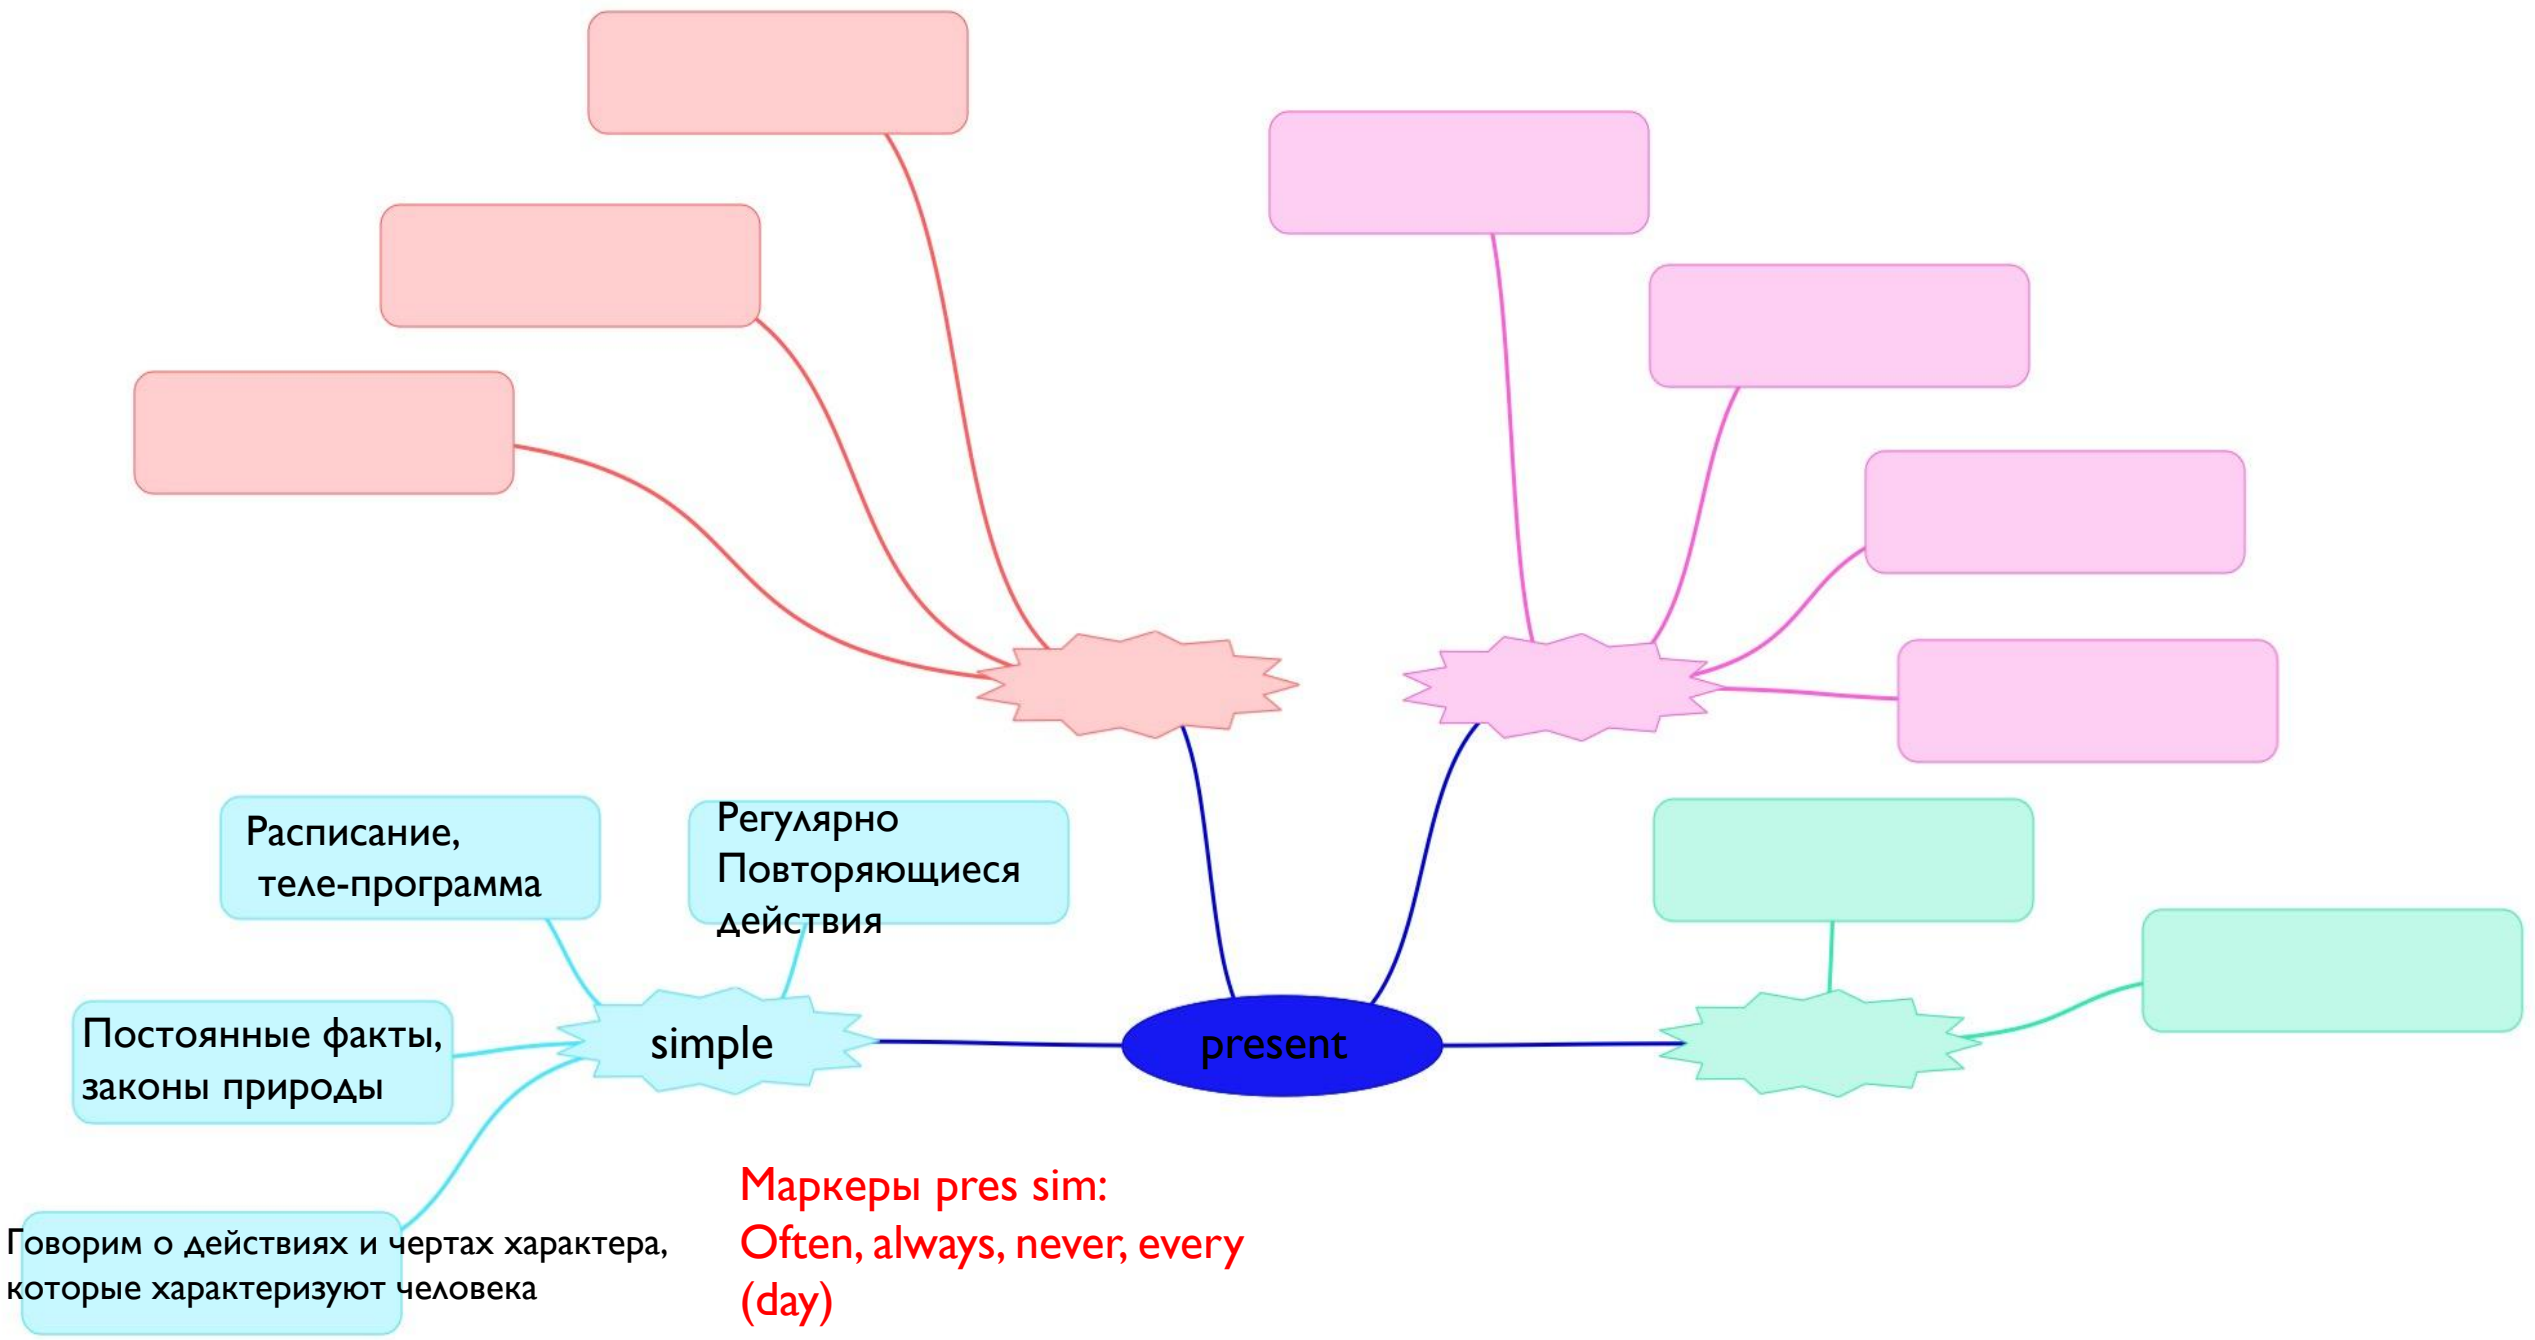 Расписание,
теле-программа
Регулярно
Повторяющиеся
действия
Постоянные факты,
законы природы
simple
present
Говорим о действиях и чертах характера,
которые характеризуют человека
Маркеры pres sim:
Often, always, never, every
(day)